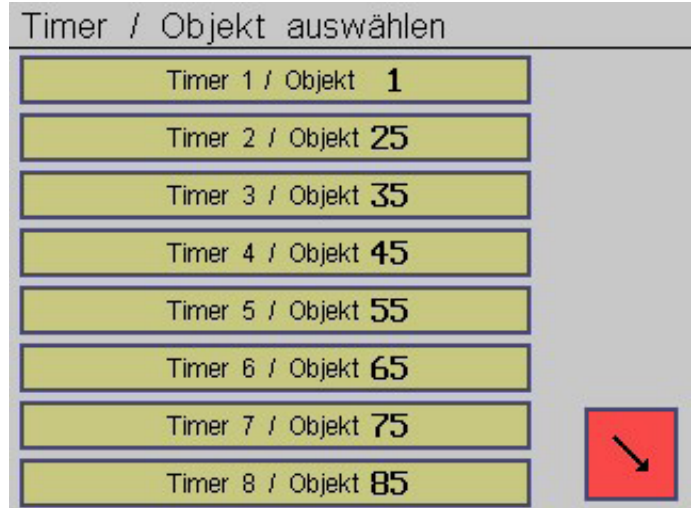 Timer / Objekt auswählen
Timer 1 / Objekt 1
Timer 2 / Objekt 25
Timer 3 / Objekt 35
Timer 4 / Objekt 45
Timer 5 / Objekt 55
Timer 6 / Objekt 65
Timer 7 / Objekt 75
Timer 8 / Objekt 85